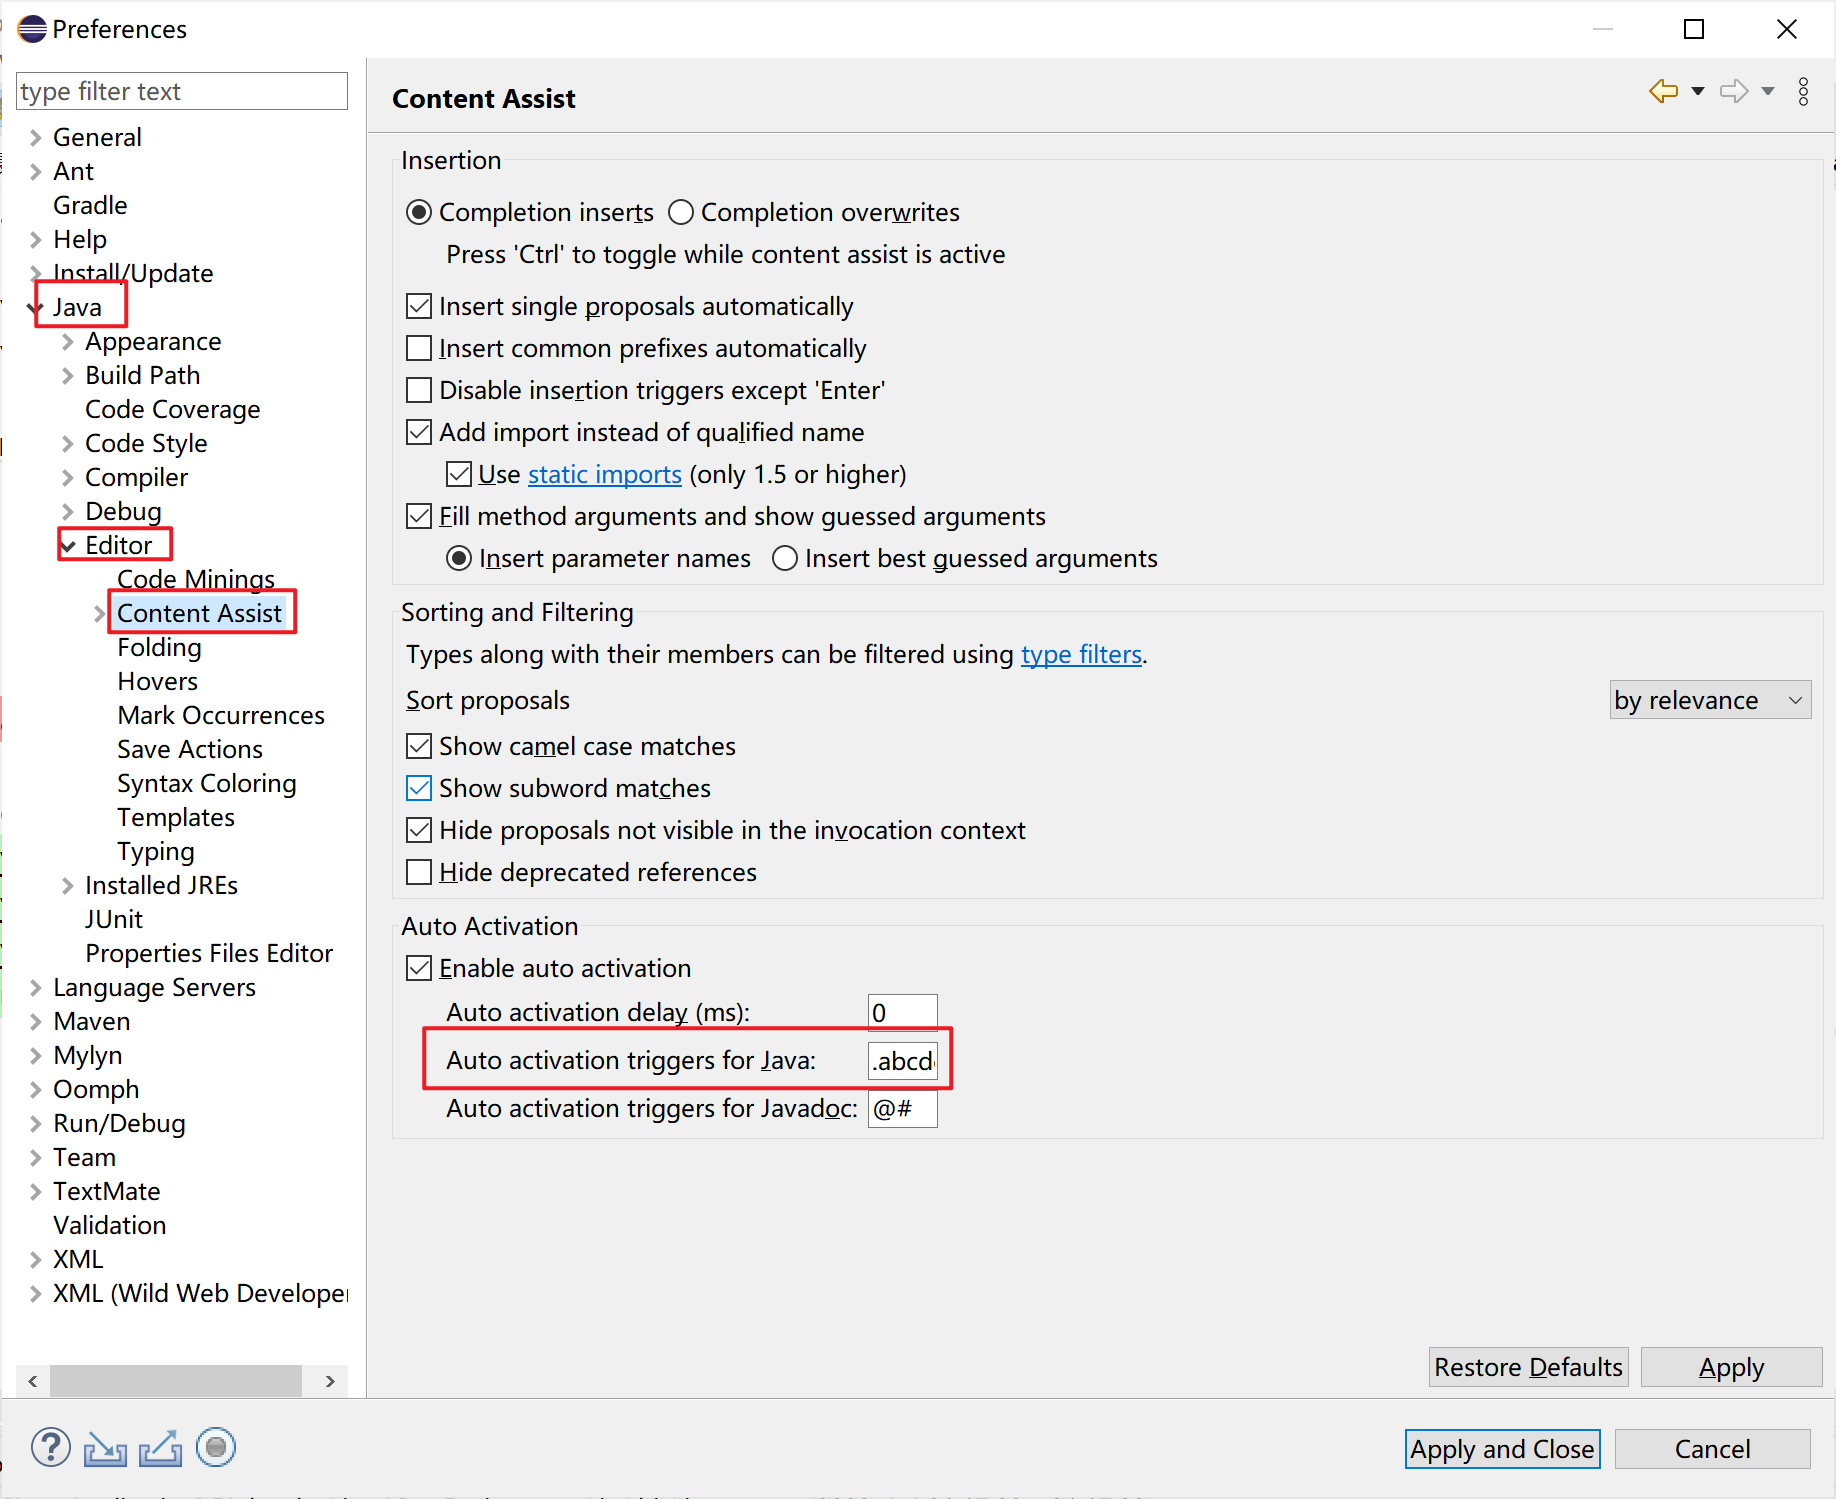 Preferences
type filter text
General
Ant
Gradle
Help
Install/Update
Java
Appearance
Build Path
Code Coverage
Code Style
Compiler
Debug
Editor
Code Minings
Content Assist
Folding
Hovers
Mark Occurrences
Save Actions
Syntax Coloring
Templates
Typing
Installed JREs
JUnit
Properties Files Editor
Language Servers
Maven
Mylyn
Oomph
Run/Debug
Team
TextMate
Validation
XML
XML (Wild Web Developer
Content Assist
Insertion
Completion inserts Completion overwrites
Press 'Ctrl' to toggle while content assist is active
Insert single proposals automatically
Insert common prefixes automatically
Disable insertion triggers except 'Enter'
Add import instead of qualified name
Use static imports (only 1.5 or higher)
Fill method arguments and show guessed arguments
Insert parameter names Insert best guessed arguments
Sorting and Filtering
Types along with their members can be filtered using type filters.
Sort proposals by relevance
Show camel case matches
Show subword matches
Hide proposals not visible in the invocation context
Hide deprecated references
Auto Activation
Enable auto activation
Auto activation delay (ms): 0
Auto activation triggers for Java: .abcd
Auto activation triggers for Javadoc: @#
Restore Defaults Apply
Apply and Close Cancel